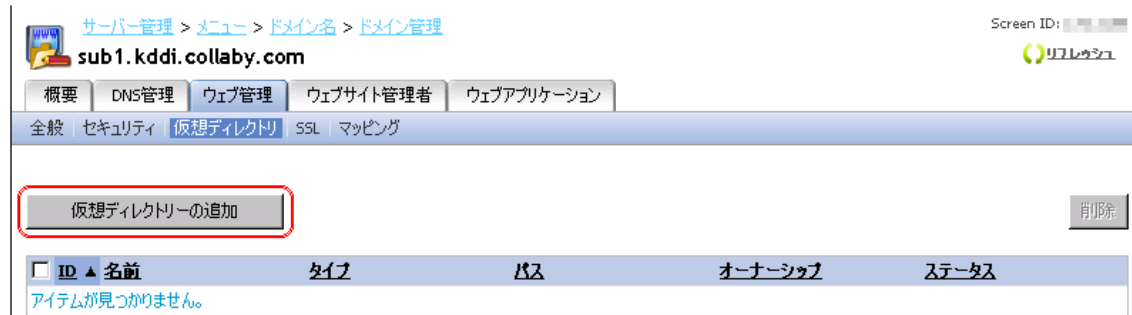 サーバー管理 > メニュー > ドメイン名 > ドメイン管理
Screen ID:
sub1.kddi.collaby.com
リフレッシュ
概要 DNS管理 ウェブ管理 ウェブサイト管理者 ウェブアプリケーション
全般 セキュリティ 仮想ディレクトリ SSL マッピング
仮想ディレクトリーの追加
削除
ID ▲ 名前 タイプ パス オーナーシップ ステータス
アイテムが見つかりません。